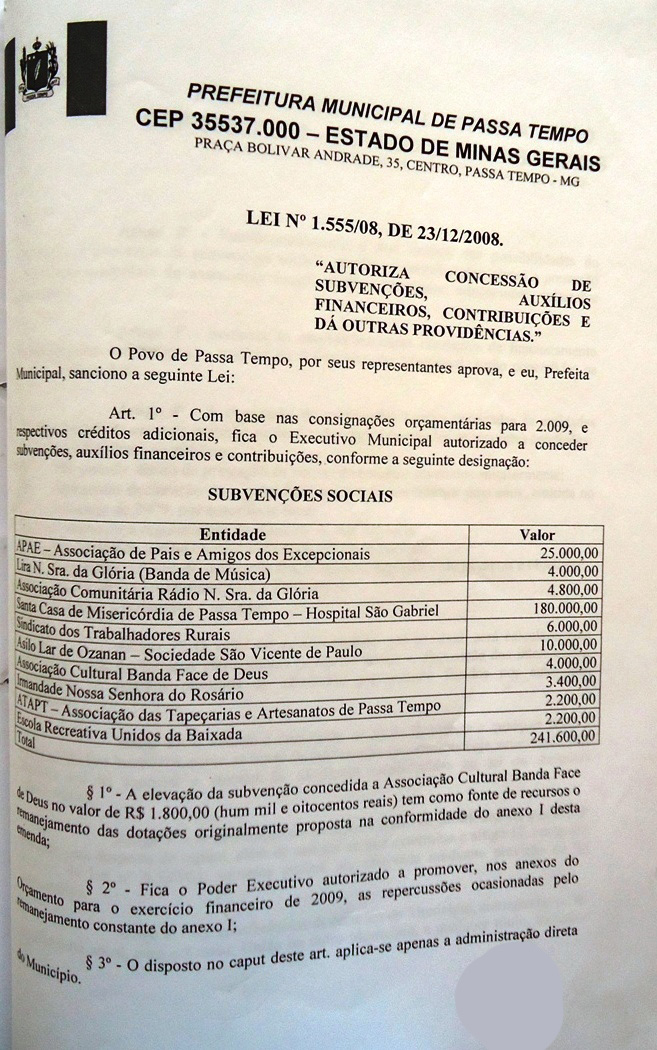 PREFEITURA MUNICIPAL DE PASSA TEMPO
CEP 35537.000 – ESTADO DE MINAS GERAIS
PRAÇA BOLIVAR ANDRADE, 35, CENTRO, PASSA TEMPO - MG
LEI Nº 1.555/08, DE 23/12/2008.
“AUTORIZA CONCESSÃO DE
SUBVENÇÕES, AUXÍLIOS
FINANCEIROS, CONTRIBUIÇÕES E
DÁ OUTRAS PROVIDÊNCIAS.”
O Povo de Passa Tempo, por seus representantes aprova, e eu, Prefeita
Municipal, sanciono a seguinte Lei:
Art. 1º - Com base nas consignações orçamentárias para 2.009, e
respectivos créditos adicionais, fica o Executivo Municipal autorizado a conceder
subvenções, auxílios financeiros e contribuições, conforme a seguinte designação:
SUBVENÇÕES SOCIAIS
Entidade Valor
APAE – Associação de Pais e Amigos dos Excepcionais 25.000,00
Lira N. Sra. da Glória (Banda de Música) 4.000,00
Associação Comunitária Rádio N. Sra. da Glória 4.800,00
Santa Casa de Misericórdia de Passa Tempo – Hospital São Gabriel 180.000,00
Sindicato dos Trabalhadores Rurais 6.000,00
Asilo Lar de Ozanan – Sociedade São Vicente de Paulo 10.000,00
Associação Cultural Banda Face de Deus 4.000,00
Irmandade Nossa Senhora do Rosário 3.400,00
ATAPT – Associação das Tapeçarias e Artesanatos de Passa Tempo 2.200,00
Escola Recreativa Unidos da Baixada 2.200,00
Total 241.600,00
§ 1º - A elevação da subvenção concedida a Associação Cultural Banda Face
de Deus no valor de R$ 1.800,00 (hum mil e oitocentos reais) tem como fonte de recursos o
remanejamento das dotações originalmente proposta na conformidade do anexo I desta
emenda;
§ 2º - Fica o Poder Executivo autorizado a promover, nos anexos do
Orçamento para o exercício financeiro de 2009, as repercussões ocasionadas pelo
remanejamento constante do anexo I;
§ 3º - O disposto no caput deste art. aplica-se apenas a administração direta
do Município.